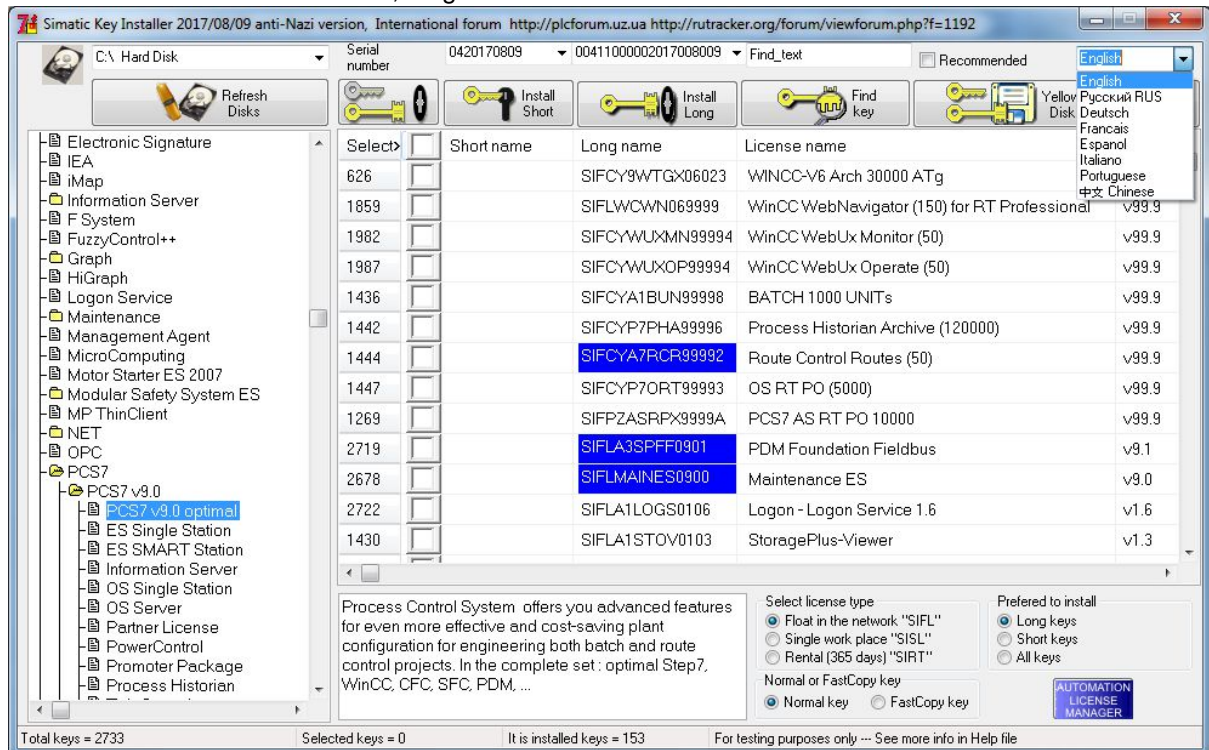 Simatic Key Installer 2017/08/09 anti-Nazi version, International forum http://plcforum.uz.ua http://rutracker.org/forum/viewforum.php?f=1192
C:\ Hard Disk
Serial number
0420170809
00411000002017008009
Find_text
Recommended
English
Refresh Disks
Install Short
Install Long
Find key
Yellow Disk
English
Русский RUS
Deutsch
Francais
Espanol
Italiano
Portuguese
中文 Chinese
Electronic Signature
IEA
iMap
Information Server
F System
FuzzyControl++
Graph
HiGraph
Logon Service
Maintenance
Management Agent
MicroComputing
Motor Starter ES 2007
Modular Safety System ES
MP ThinClient
NET
OPC
PCS7
PCS7 v9.0
PCS7 v9.0 optimal
ES Single Station
ES SMART Station
Information Server
OS Single Station
OS Server
Partner License
PowerControl
Promoter Package
Process Historian
Select> Short name Long name License name
626 SIFCY9WTGX06023 WINCC-V6 Arch 30000 ATg
1859 SIFLWCWN069999 WinCC WebNavigator (150) for RT Professional v99.9
1982 SIFCYWUXMN99994 WinCC WebUx Monitor (50) v99.9
1987 SIFCYWUXOP99994 WinCC WebUx Operate (50) v99.9
1436 SIFCYA1BUN99998 BATCH 1000 UNITs v99.9
1442 SIFCYP7PHA99996 Process Historian Archive (120000) v99.9
1444 SIFCYA7RCR99992 Route Control Routes (50) v99.9
1447 SIFCYP7ORT99993 OS RT PO (5000) v99.9
1269 SIFPZASRPX9999A PCS7 AS RT PO 10000 v99.9
2719 SIFLA3SPFF0901 PDM Foundation Fieldbus v9.1
2678 SIFLMAINES0900 Maintenance ES v9.0
2722 SIFLA1LOGS0106 Logon - Logon Service 1.6 v1.6
1430 SIFLA1STOV0103 StoragePlus-Viewer v1.3
Process Control System offers you advanced features
for even more effective and cost-saving plant
configuration for engineering both batch and route
control projects. In the complete set : optimal Step7,
WinCC, CFC, SFC, PDM, ...
Select license type
Float in the network "SIFL"
Single work place "SISL"
Rental (365 days) "SIRT"
Normal or FastCopy key
Normal key FastCopy key
Prefered to install
Long keys
Short keys
All keys
AUTOMATION
LICENSE
MANAGER
Total keys = 2733 Selected keys = 0 It is installed keys = 153 For testing purposes only --- See more info in Help file